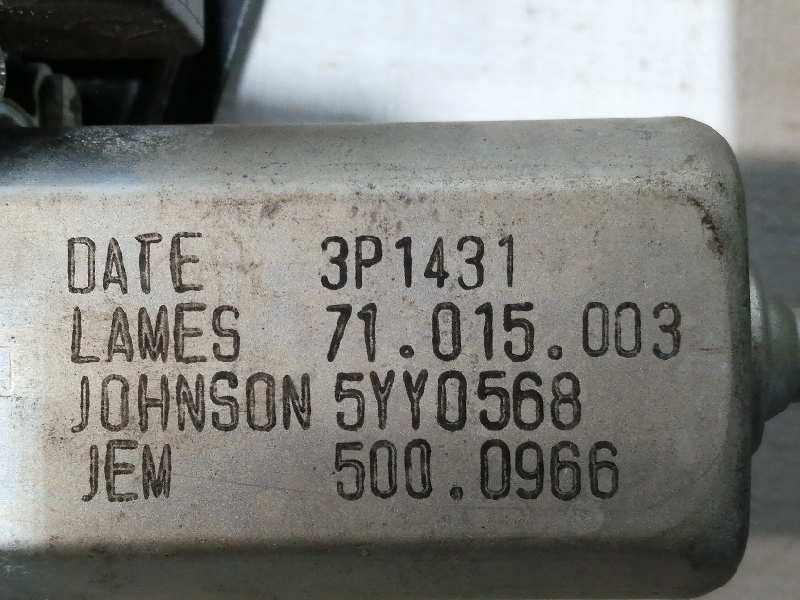 DATE 3P1431
LAMES 71.015.003
JOHNSON 5YY0568
JEM 500.0966